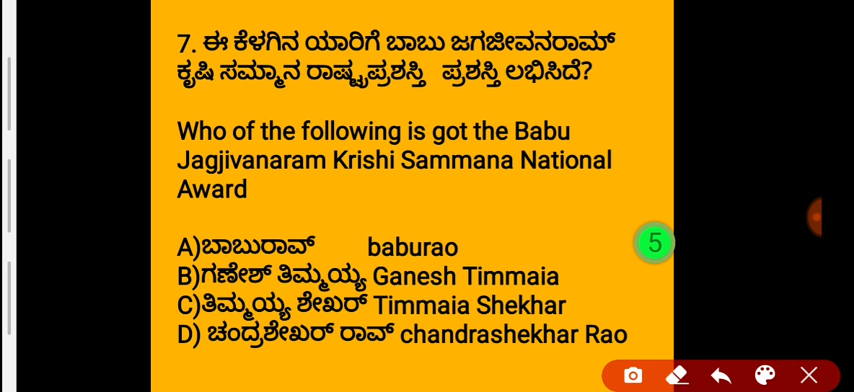 7. ಈ ಕೆಳಗಿನ ಯಾರಿಗೆ ಬಾಬು ಜಗಜೀವನರಾಮ್
ಕೃಷಿ ಸಮ್ಮಾನ ರಾಷ್ಟ್ರಪ್ರಶಸ್ತಿ ಪ್ರಶಸ್ತಿ ಲಭಿಸಿದೆ?
Who of the following is got the Babu
Jagjivanaram Krishi Sammana National
Award
A)ಬಾಬುರಾವ್ baburao
5
B)ಗಣೇಶ್ ತಿಮ್ಮಯ್ಯ Ganesh Timmaia
C)ತಿಮ್ಮಯ್ಯ ಶೇಖರ್ Timmaia Shekhar
D) ಚಂದ್ರಶೇಖರ್ ರಾವ್ chandrashekhar Rao